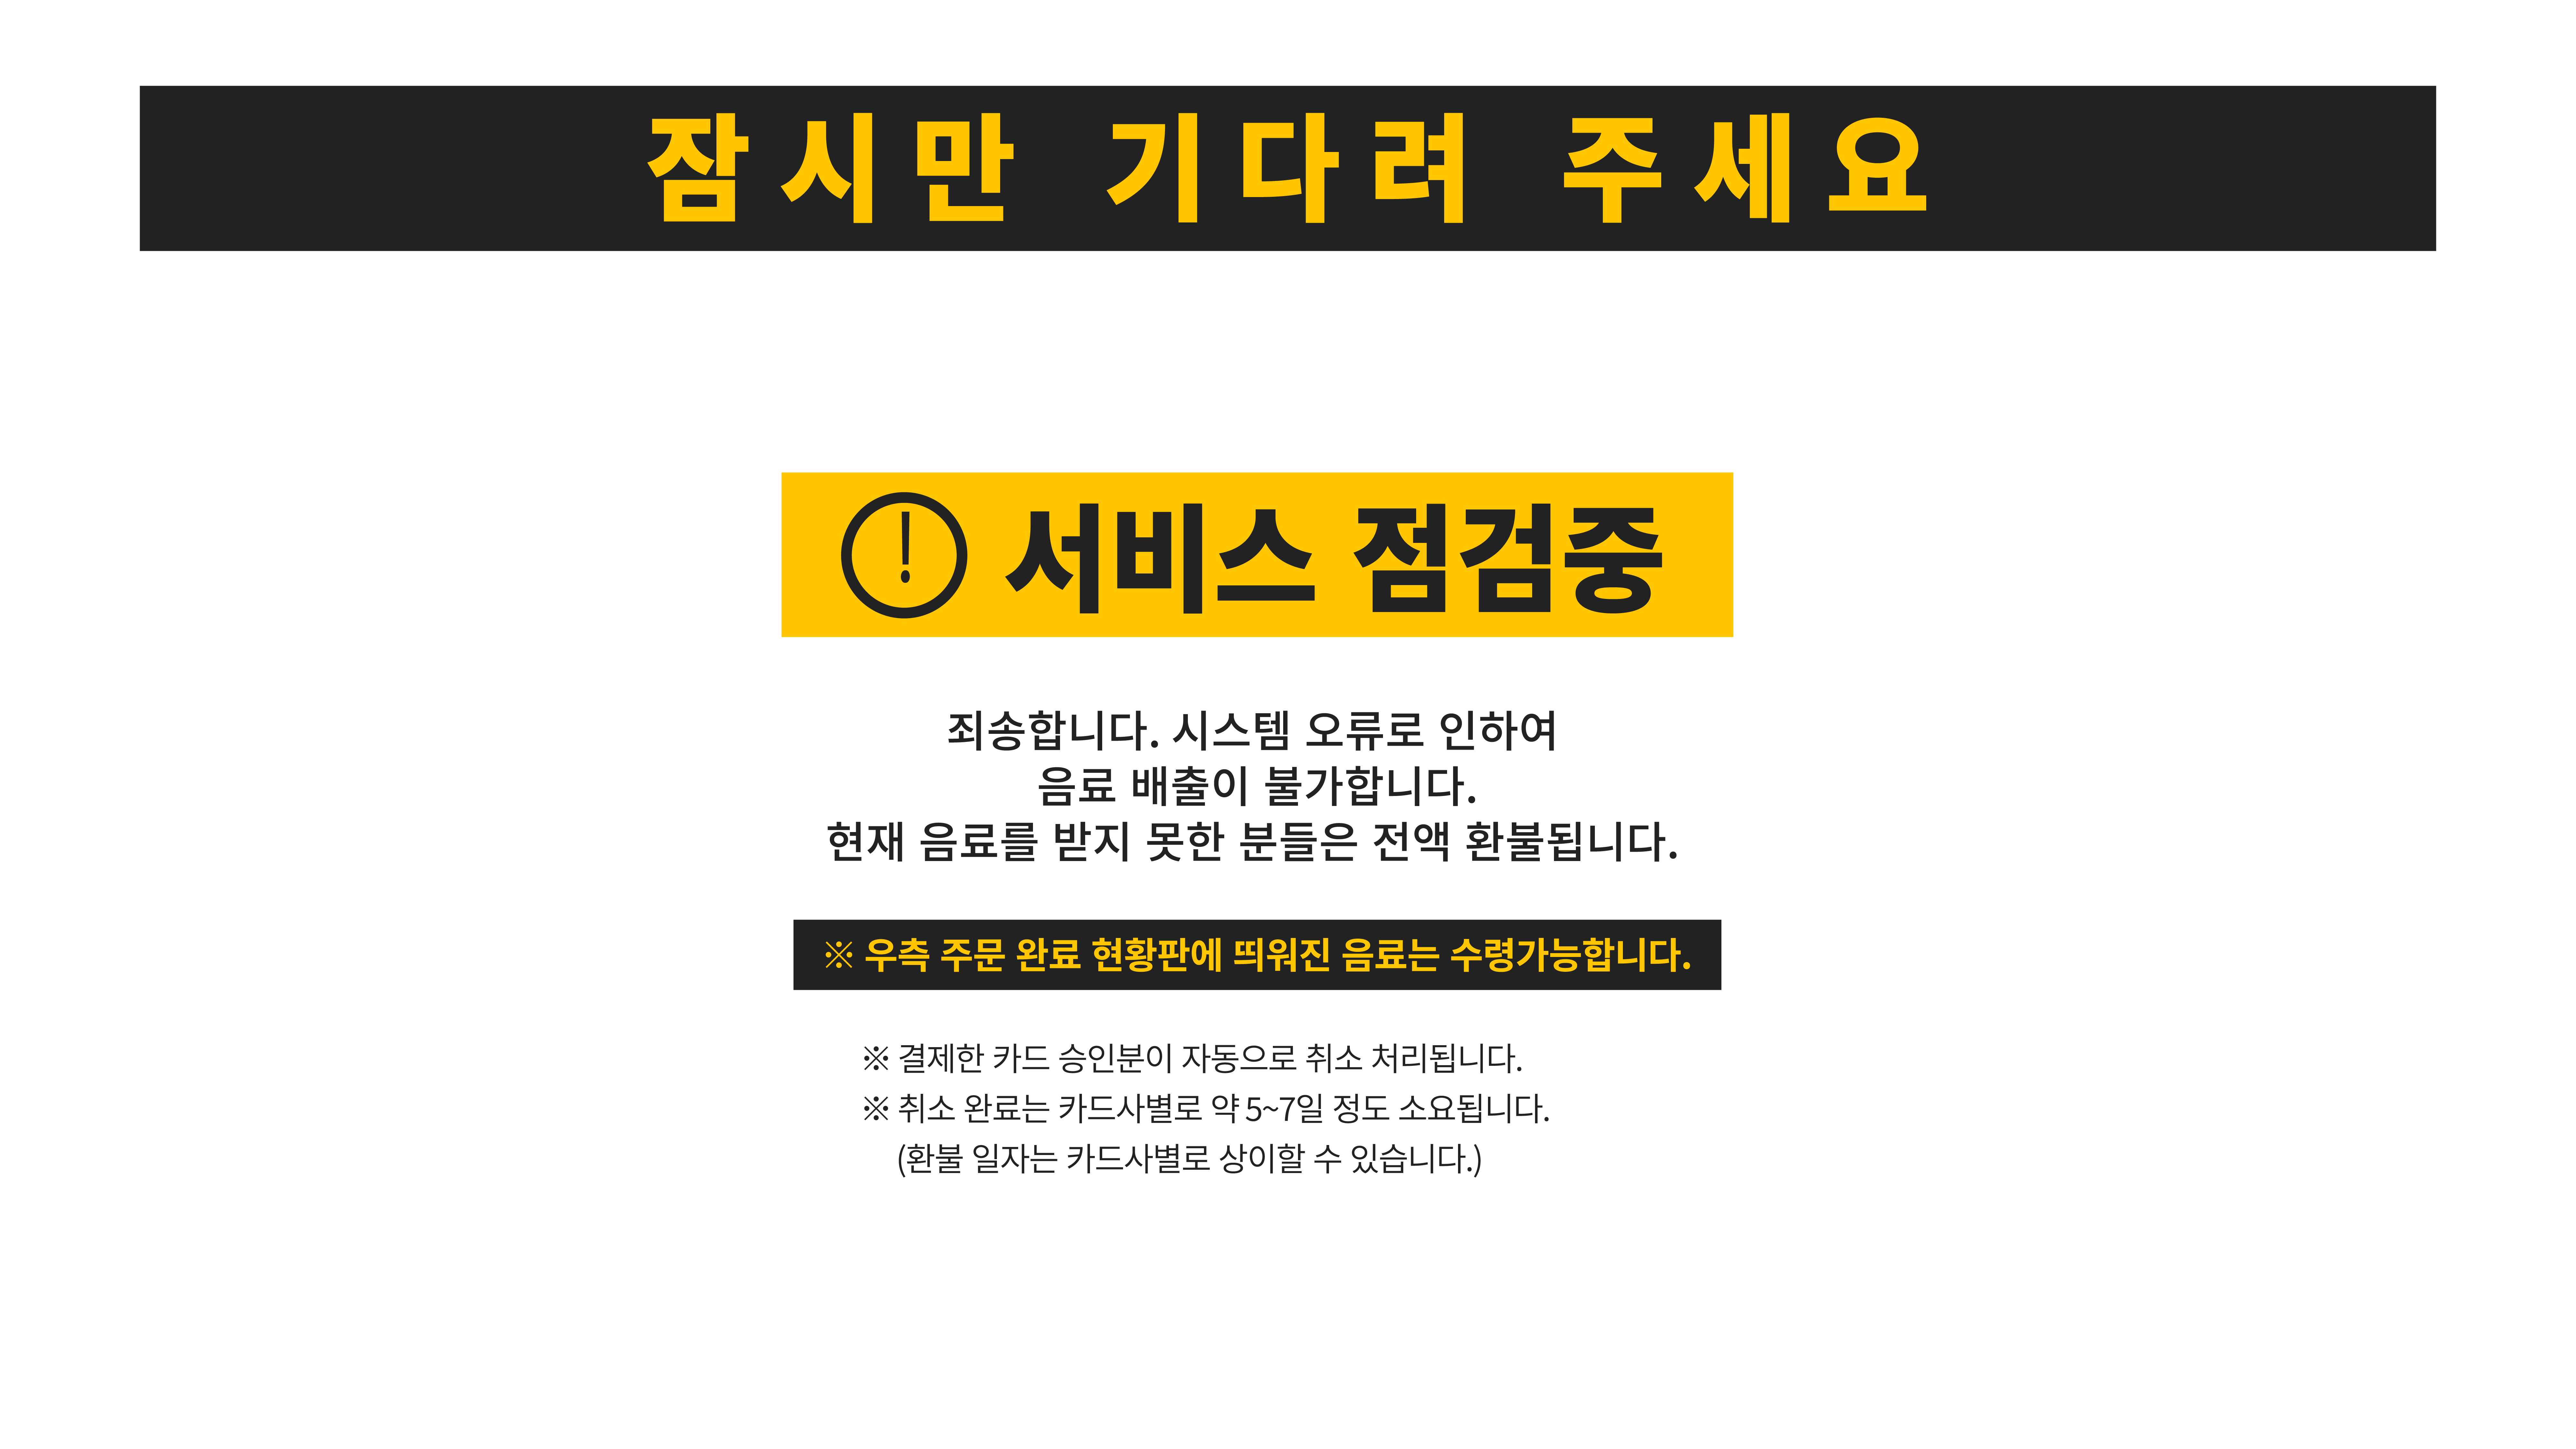 잠시만 기다려 주세요
! 서비스 점검중
죄송합니다. 시스템 오류로 인하여
음료 배출이 불가합니다.
현재 음료를 받지 못한 분들은 전액 환불됩니다.
※ 우측 주문 완료 현황판에 띄워진 음료는 수령가능합니다.
※ 결제한 카드 승인분이 자동으로 취소 처리됩니다.
※ 취소 완료는 카드사별로 약 5~7일 정도 소요됩니다.
(환불 일자는 카드사별로 상이할 수 있습니다.)